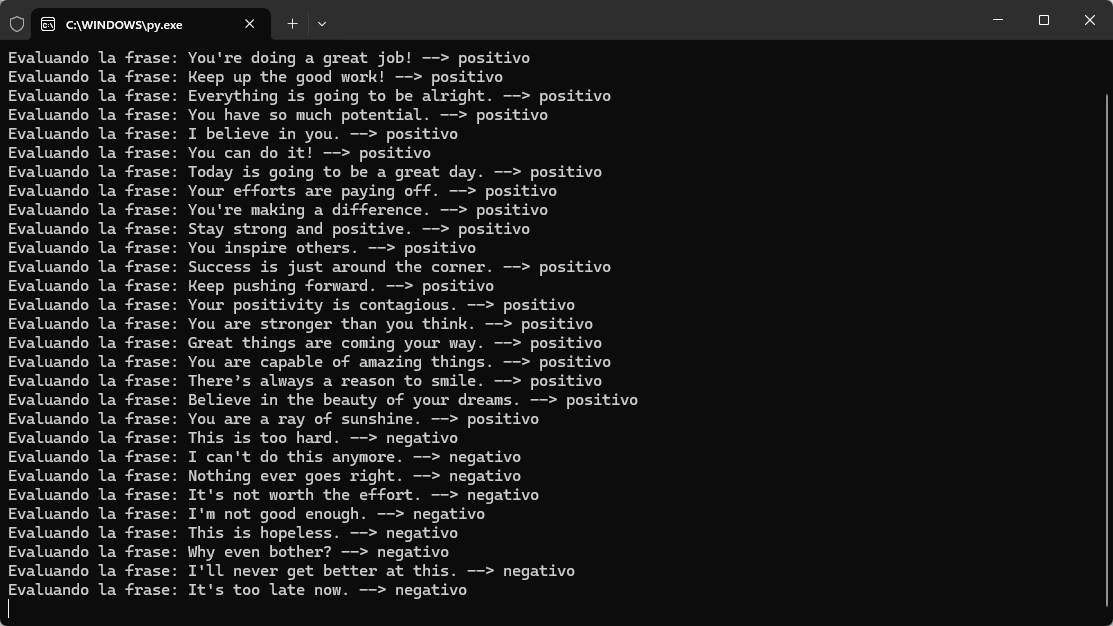 C:\WINDOWS\py.exe
Evaluando la frase: You're doing a great job! --> positivo
Evaluando la frase: Keep up the good work! --> positivo
Evaluando la frase: Everything is going to be alright. --> positivo
Evaluando la frase: You have so much potential. --> positivo
Evaluando la frase: I believe in you. --> positivo
Evaluando la frase: You can do it! --> positivo
Evaluando la frase: Today is going to be a great day. --> positivo
Evaluando la frase: Your efforts are paying off. --> positivo
Evaluando la frase: You're making a difference. --> positivo
Evaluando la frase: Stay strong and positive. --> positivo
Evaluando la frase: You inspire others. --> positivo
Evaluando la frase: Success is just around the corner. --> positivo
Evaluando la frase: Keep pushing forward. --> positivo
Evaluando la frase: Your positivity is contagious. --> positivo
Evaluando la frase: You are stronger than you think. --> positivo
Evaluando la frase: Great things are coming your way. --> positivo
Evaluando la frase: You are capable of amazing things. --> positivo
Evaluando la frase: There’s always a reason to smile. --> positivo
Evaluando la frase: Believe in the beauty of your dreams. --> positivo
Evaluando la frase: You are a ray of sunshine. --> positivo
Evaluando la frase: This is too hard. --> negativo
Evaluando la frase: I can't do this anymore. --> negativo
Evaluando la frase: Nothing ever goes right. --> negativo
Evaluando la frase: It's not worth the effort. --> negativo
Evaluando la frase: I'm not good enough. --> negativo
Evaluando la frase: This is hopeless. --> negativo
Evaluando la frase: Why even bother? --> negativo
Evaluando la frase: I'll never get better at this. --> negativo
Evaluando la frase: It's too late now. --> negativo